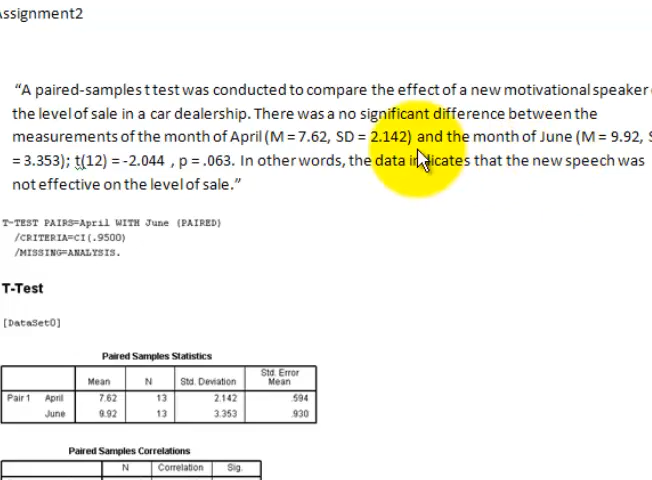 Assignment2
“A paired-samples t test was conducted to compare the effect of a new motivational speaker
the level of sale in a car dealership. There was a no significant difference between the
measurements of the month of April (M = 7.62, SD = 2.142) and the month of June (M = 9.92, S
= 3.353); t(12) = -2.044 , p = .063. In other words, the data indicates that the new speech was
not effective on the level of sale.”
T-TEST PAIRS=April WITH June (PAIRED)
/CRITERIA=CI(.9500)
/MISSING=ANALYSIS.
T-Test
[DataSet0]
Paired Samples Statistics
Mean N Std. Deviation Std. Error Mean
Pair 1 April 7.62 13 2.142 .594
June 9.92 13 3.353 .930
Paired Samples Correlations
N Correlation Sig.